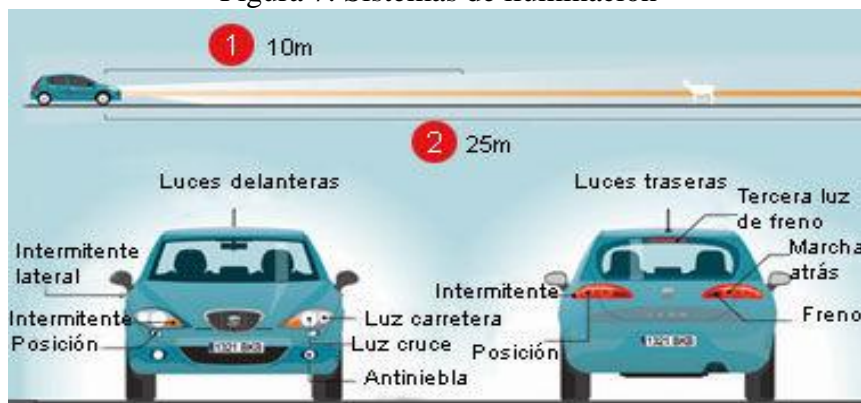 Figura 7. Sistemas de iluminación
1 10m
2 25m
Luces delanteras
Intermitente
lateral
Intermitente
Posición
Luz carretera
Luz cruce
Antiniebla
1321 BKB
Luces traseras
Tercera luz
de freno
Marcha
atrás
Intermitente
Freno
Posición
1321 BKB